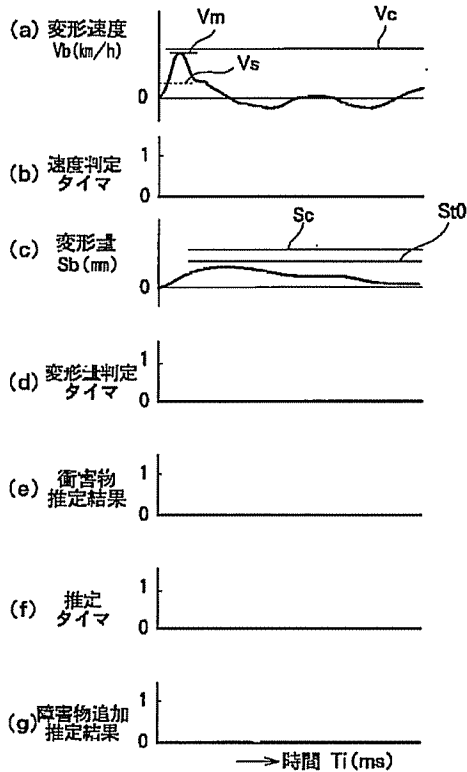 (a) 変形速度
Vb(km/h)
Vm
Vc
Vs
0
(b) 速度判定
タイマ
1
0
(c) 変形量
Sb(mm)
Sc
St0
0
(d) 変形量判定
タイマ
1
0
(e) 衝害物
推定結果
1
0
(f) 推定
タイマ
1
0
(g) 障害物追加
推定結果
1
0
→時間 Ti(ms)